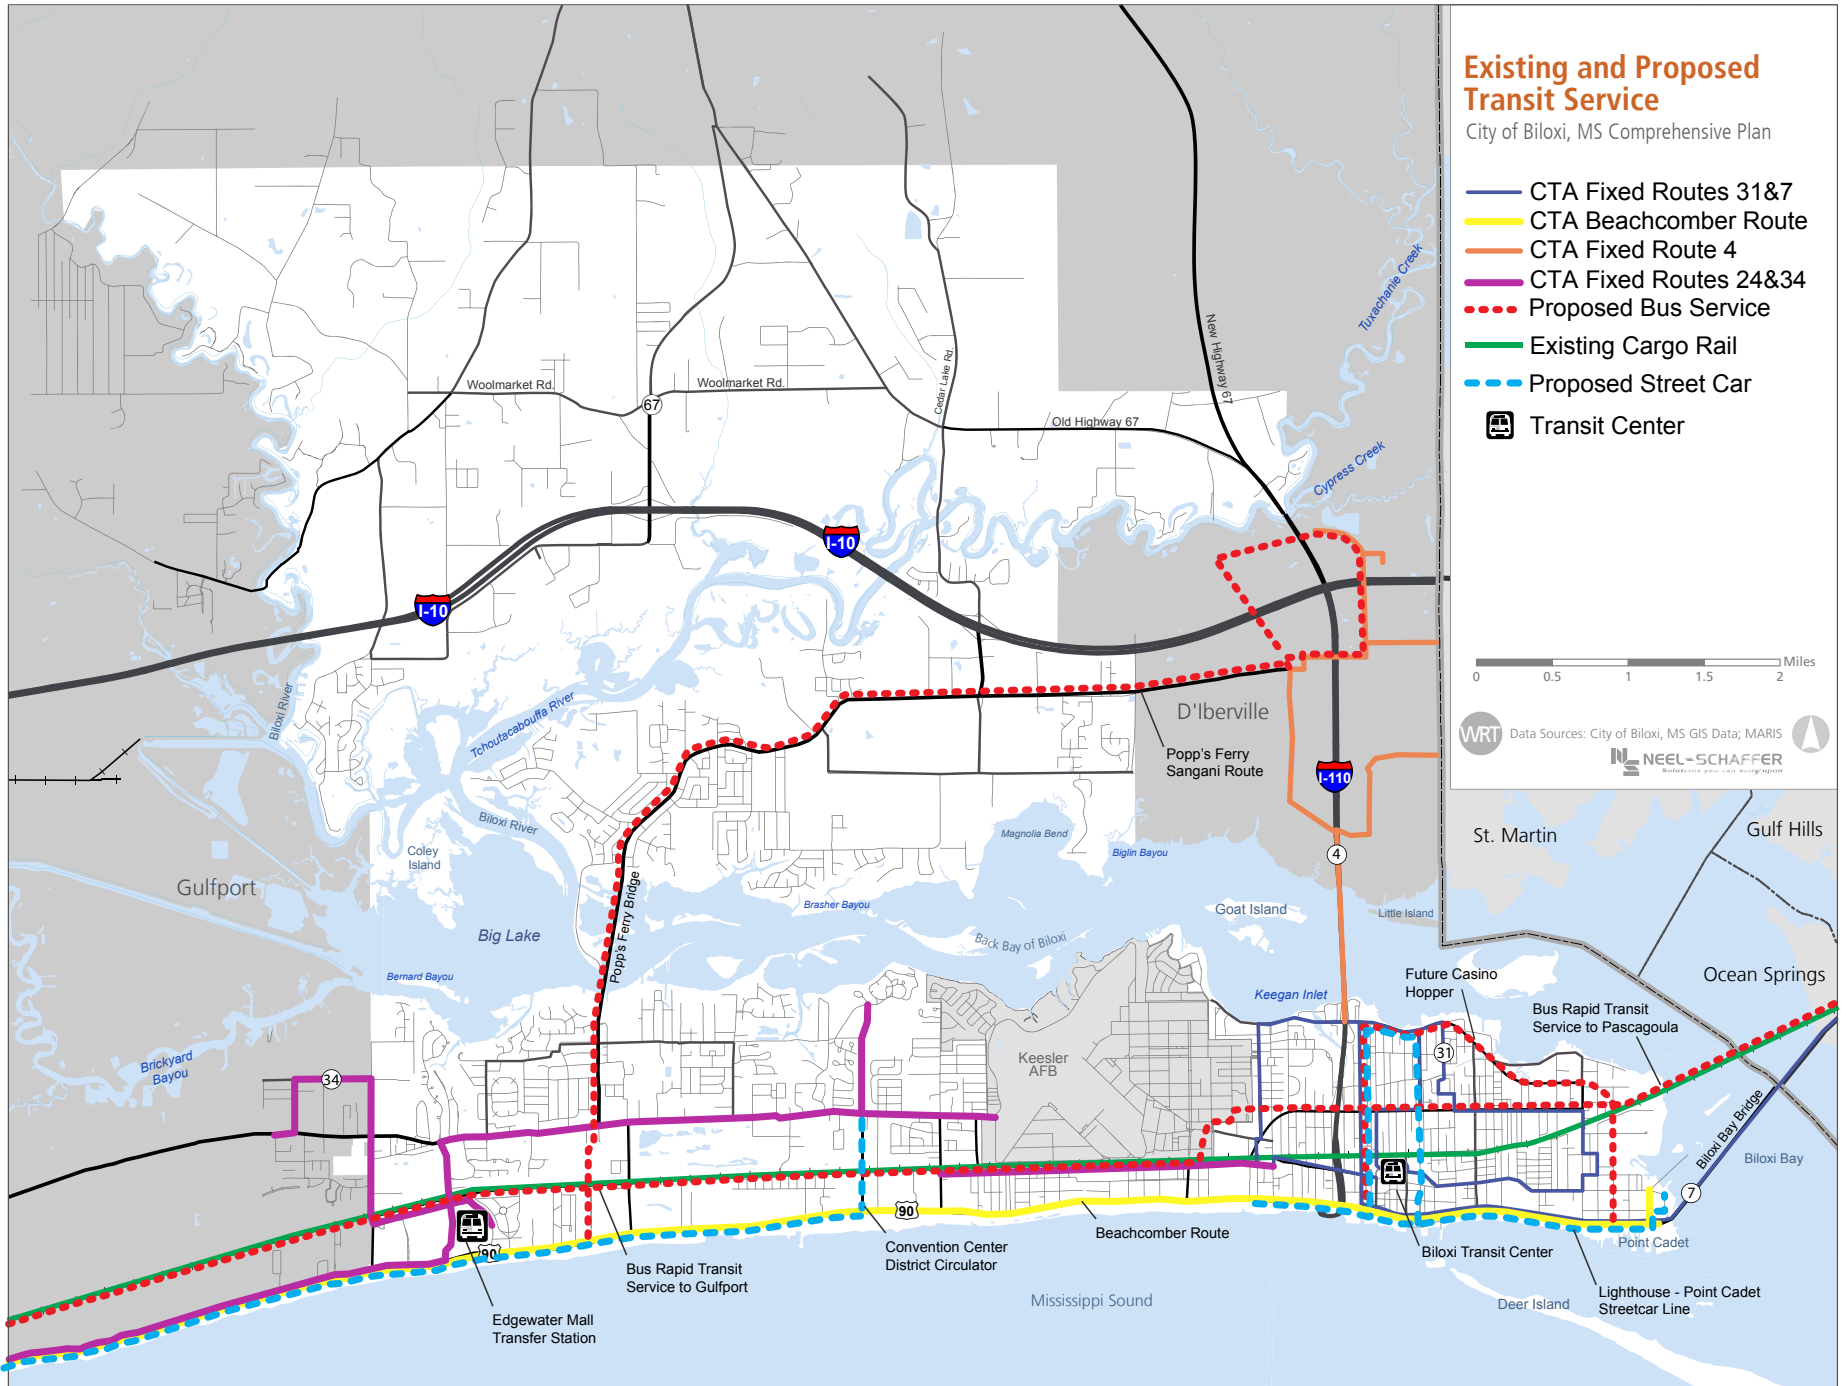 Existing and Proposed
Transit Service
City of Biloxi, MS Comprehensive Plan
CTA Fixed Routes 31&7
CTA Beachcomber Route
CTA Fixed Route 4
CTA Fixed Routes 24&34
Proposed Bus Service
Existing Cargo Rail
Proposed Street Car
Transit Center
Miles
0 0.5 1 1.5 2
WRT
Data Sources: City of Biloxi, MS GIS Data; MARIS
NEEL-SCHAFFER
Solutions you can build upon
Tuxachanie Creek
New Highway 67
Woolmarket Rd.
Woolmarket Rd.
67
Cedar Lake Rd.
Old Highway 67
Cypress Creek
I-10
I-10
Biloxi River
Tchoutacabouffa River
D'Iberville
Popp's Ferry
Sangani Route
I-110
St. Martin
Gulf Hills
4
Biloxi River
Coley
Island
Magnolia Bend
Biglin Bayou
Gulfport
Popp's Ferry Bridge
Brasher Bayou
Goat Island
Little Island
Big Lake
Back Bay of Biloxi
Bernard Bayou
Ocean Springs
Future Casino
Hopper
Keegan Inlet
Bus Rapid Transit
Service to Pascagoula
Brickyard
Bayou
34
Keesler
AFB
31
Biloxi Bay Bridge
Biloxi Bay
7
90
90
Beachcomber Route
Convention Center
District Circulator
Biloxi Transit Center
Point Cadet
Bus Rapid Transit
Service to Gulfport
Lighthouse - Point Cadet
Streetcar Line
Mississippi Sound
Deer Island
Edgewater Mall
Transfer Station